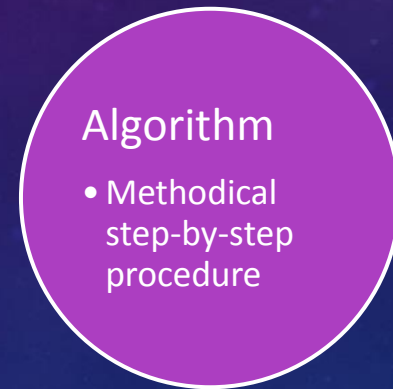 Algorithm
• Methodical
step-by-step
procedure